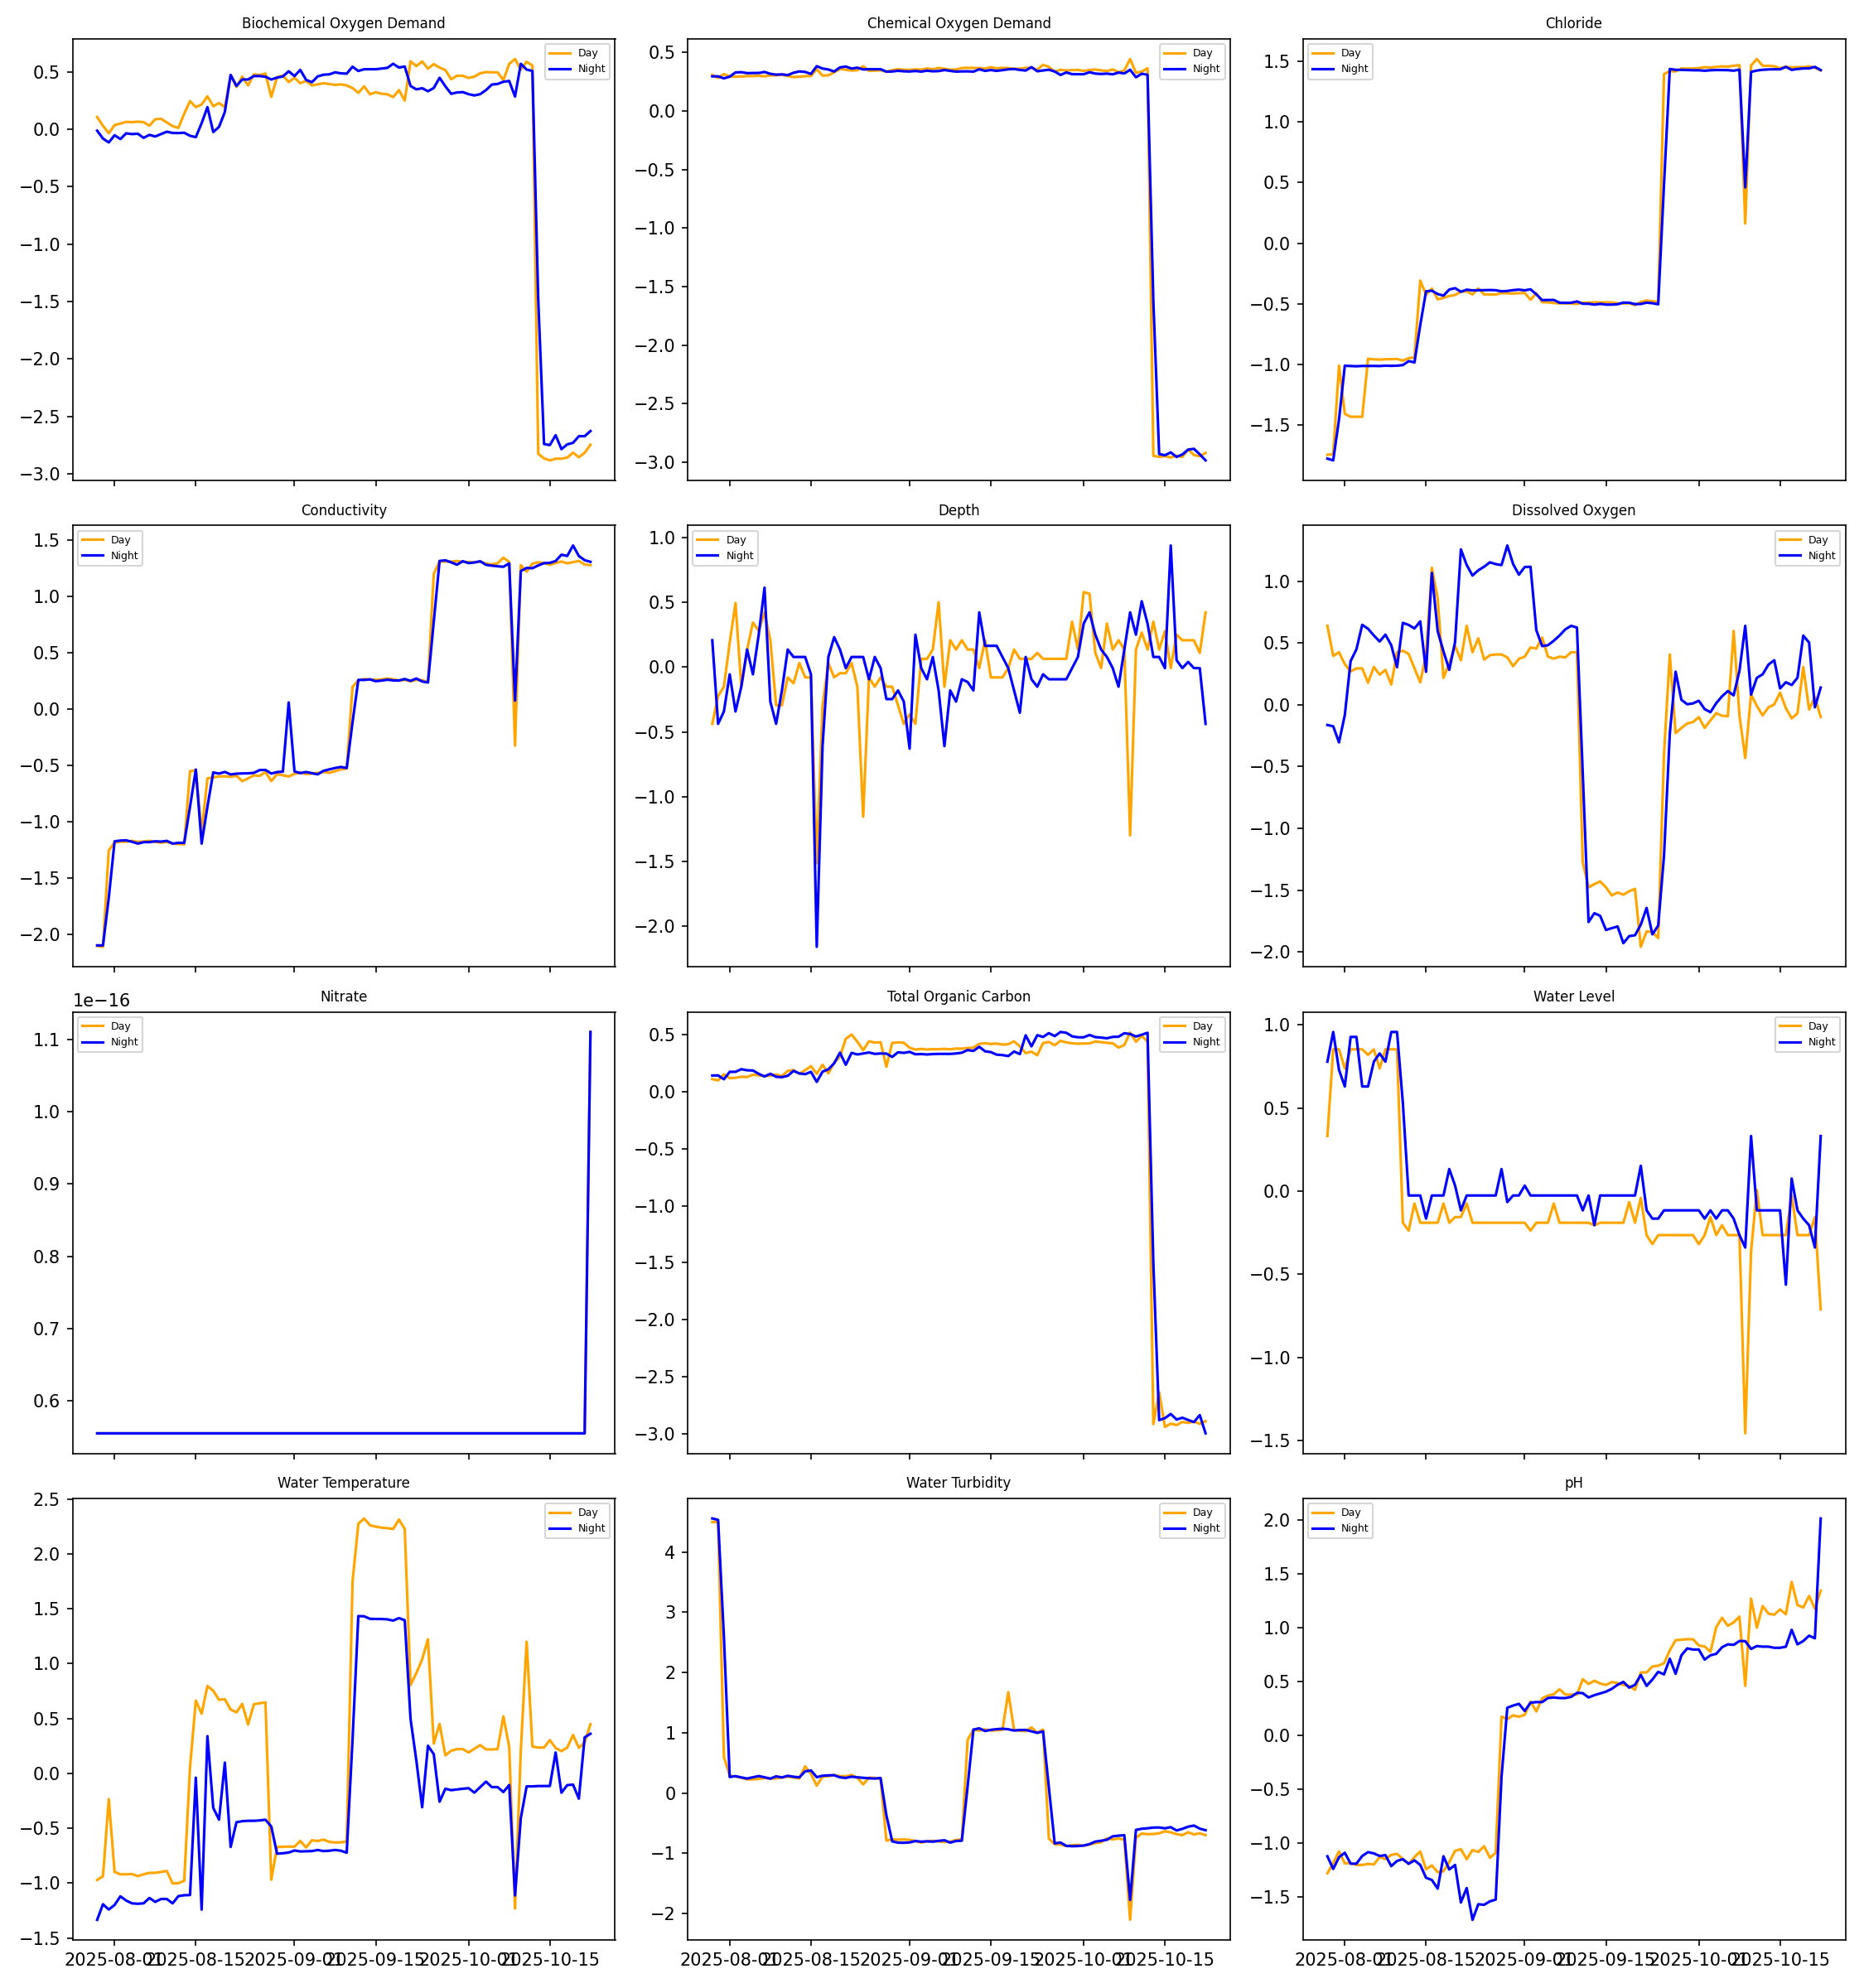 Biochemical Oxygen Demand
Day
Night
0.5
0.0
−0.5
−1.0
−1.5
−2.0
−2.5
−3.0
Chemical Oxygen Demand
Day
Night
0.5
0.0
−0.5
−1.0
−1.5
−2.0
−2.5
−3.0
Chloride
Day
Night
1.5
1.0
0.5
0.0
−0.5
−1.0
−1.5
Conductivity
Day
Night
1.5
1.0
0.5
0.0
−0.5
−1.0
−1.5
−2.0
Depth
Day
Night
1.0
0.5
0.0
−0.5
−1.0
−1.5
−2.0
Dissolved Oxygen
Day
Night
1.0
0.5
0.0
−0.5
−1.0
−1.5
−2.0
Nitrate
1e−16
Day
Night
1.1
1.0
0.9
0.8
0.7
0.6
Total Organic Carbon
Day
Night
0.5
0.0
−0.5
−1.0
−1.5
−2.0
−2.5
−3.0
Water Level
Day
Night
1.0
0.5
0.0
−0.5
−1.0
−1.5
Water Temperature
Day
Night
2.5
2.0
1.5
1.0
0.5
0.0
−0.5
−1.0
−1.5
2025-08-01 2025-08-15 2025-09-01 2025-09-15 2025-10-01 2025-10-15
Water Turbidity
Day
Night
4
3
2
1
0
−1
−2
2025-08-01 2025-08-15 2025-09-01 2025-09-15 2025-10-01 2025-10-15
pH
Day
Night
2.0
1.5
1.0
0.5
0.0
−0.5
−1.0
−1.5
2025-08-01 2025-08-15 2025-09-01 2025-09-15 2025-10-01 2025-10-15